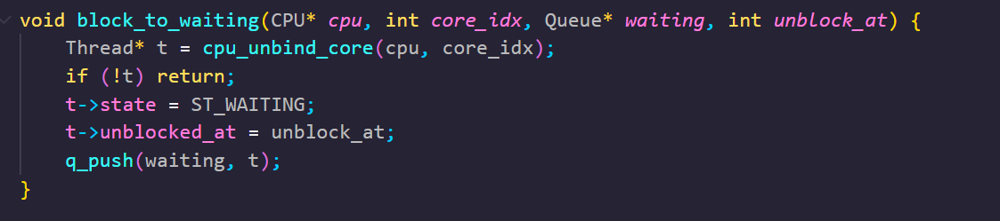 void block_to_waiting(CPU* cpu, int core_idx, Queue* waiting, int unblock_at) {
    Thread* t = cpu_unbind_core(cpu, core_idx);
    if (!t) return;
    t->state = ST_WAITING;
    t->unblocked_at = unblock_at;
    q_push(waiting, t);
}